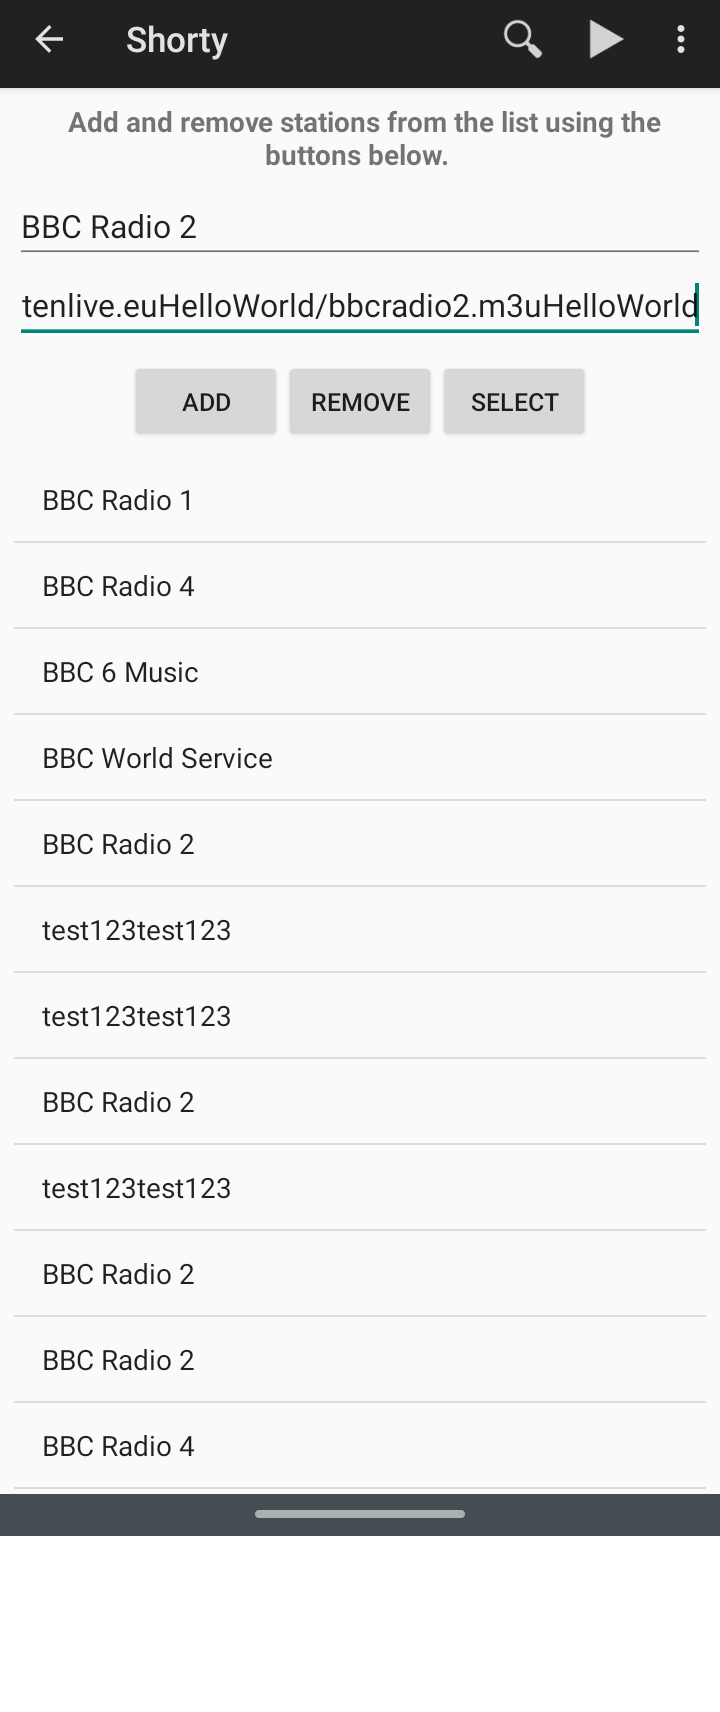 Shorty
Add and remove stations from the list using the
buttons below.
BBC Radio 2
tenlive.euHelloWorld/bbcradio2.m3uHelloWorld
ADD REMOVE SELECT
BBC Radio 1
BBC Radio 4
BBC 6 Music
BBC World Service
BBC Radio 2
test123test123
test123test123
BBC Radio 2
test123test123
BBC Radio 2
BBC Radio 2
BBC Radio 4